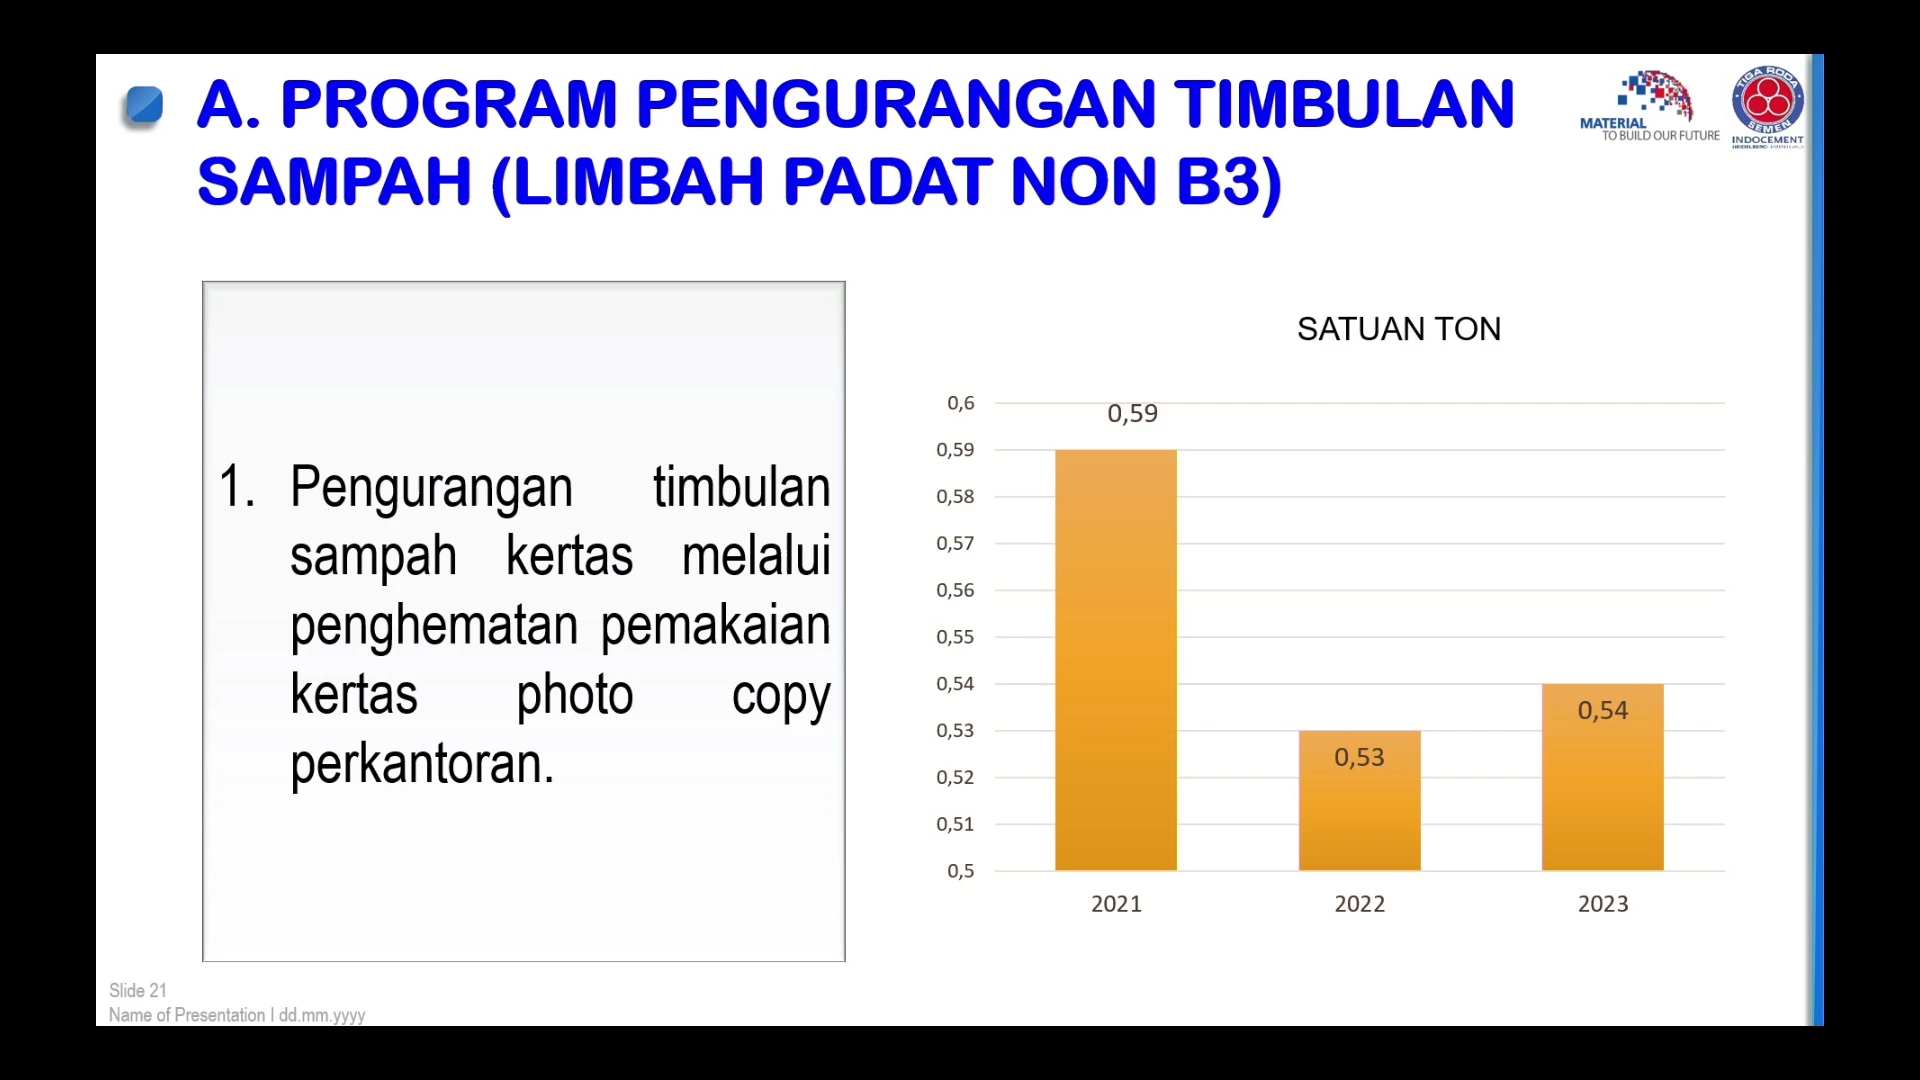 A. PROGRAM PENGURANGAN TIMBULAN
SAMPAH (LIMBAH PADAT NON B3)
MATERIAL
TO BUILD OUR FUTURE
TIGA RODA
SEMEN
INDOCEMENT
1. Pengurangan timbulan
sampah kertas melalui
penghematan pemakaian
kertas photo copy
perkantoran.
SATUAN TON
0,6
0,59
0,58
0,57
0,56
0,55
0,54
0,53
0,52
0,51
0,5
0,59
0,53
0,54
2021
2022
2023
Slide 21
Name of Presentation I dd.mm.yyyy